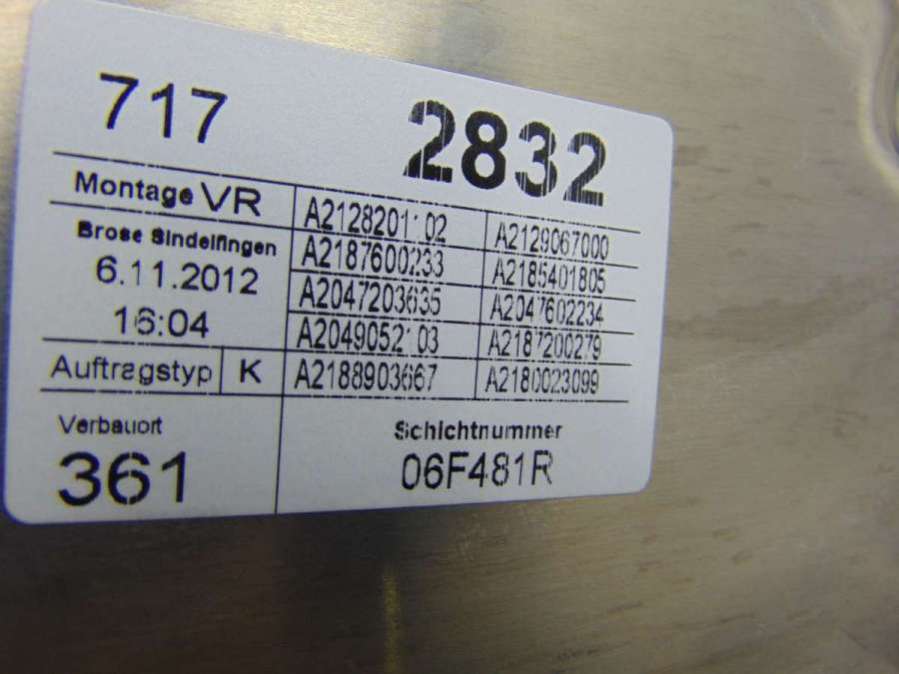 717 2832
Montage VR
Brose Sindelfingen
6.11.2012
16:04
A2128201102 A2129067000
A2187600233 A2185401805
A2047203635 A2047602234
A2049052103 A2187200279
Auftragstyp K A2188903667 A2180023099
Verbauort
361
Schichtnummer
06F481R